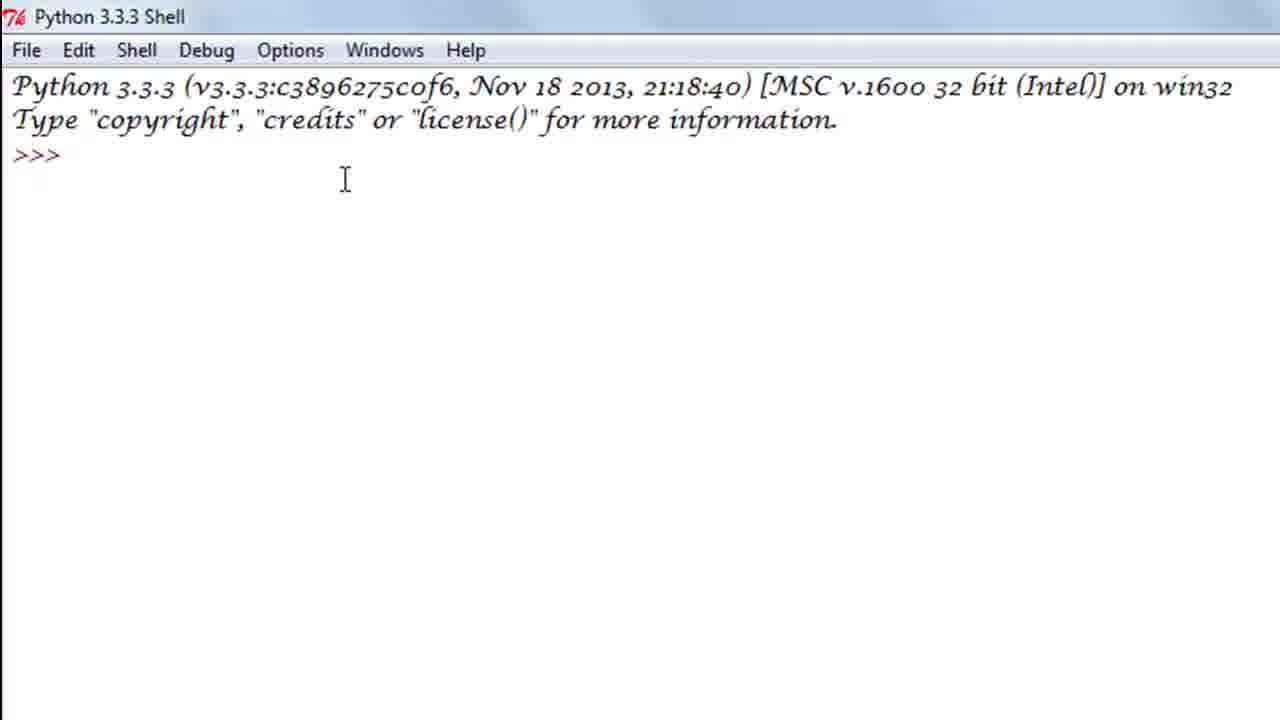 Python 3.3.3 Shell
File Edit Shell Debug Options Windows Help
Python 3.3.3 (v3.3.3:c3896275c0f6, Nov 18 2013, 21:18:40) [MSC v.1600 32 bit (Intel)] on win32
Type "copyright", "credits" or "license()" for more information.
>>>